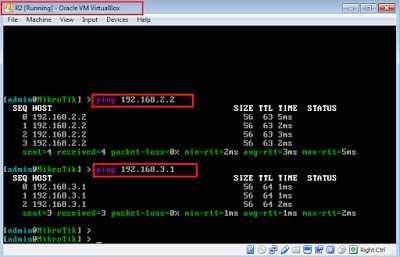 R2 [Running] - Oracle VM VirtualBox
File Machine View Input Devices Help
[admin@MikroTik] > ping 192.168.2.2
SEQ HOST SIZE TTL TIME STATUS
0 192.168.2.2 56 63 5ms
1 192.168.2.2 56 63 2ms
2 192.168.2.2 56 63 2ms
3 192.168.2.2 56 63 3ms
sent=4 received=4 packet-loss=0% min-rtt=2ms avg-rtt=3ms max-rtt=5ms
[admin@MikroTik] > ping 192.168.3.1
SEQ HOST SIZE TTL TIME STATUS
0 192.168.3.1 56 64 1ms
1 192.168.3.1 56 64 1ms
2 192.168.3.1 56 64 2ms
sent=3 received=3 packet-loss=0% min-rtt=1ms avg-rtt=1ms max-rtt=2ms
[admin@MikroTik] >
[admin@MikroTik] > _
Right Ctrl